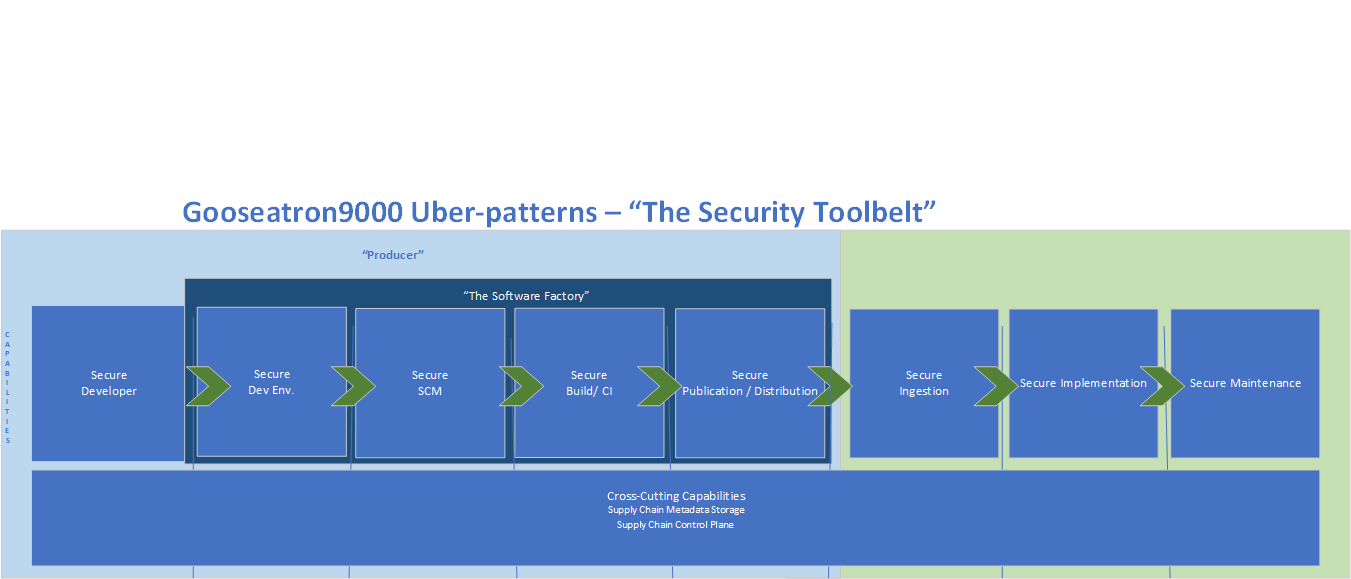 Gooseatron9000 Uber-patterns – “The Security Toolbelt”
“Producer”
“The Software Factory”
CAPABILITIES
Secure
Developer
Secure
Dev Env.
Secure
SCM
Secure
Build/ CI
Secure
Publication / Distribution
Secure
Ingestion
Secure Implementation
Secure Maintenance
Cross-Cutting Capabilities
Supply Chain Metadata Storage
Supply Chain Control Plane